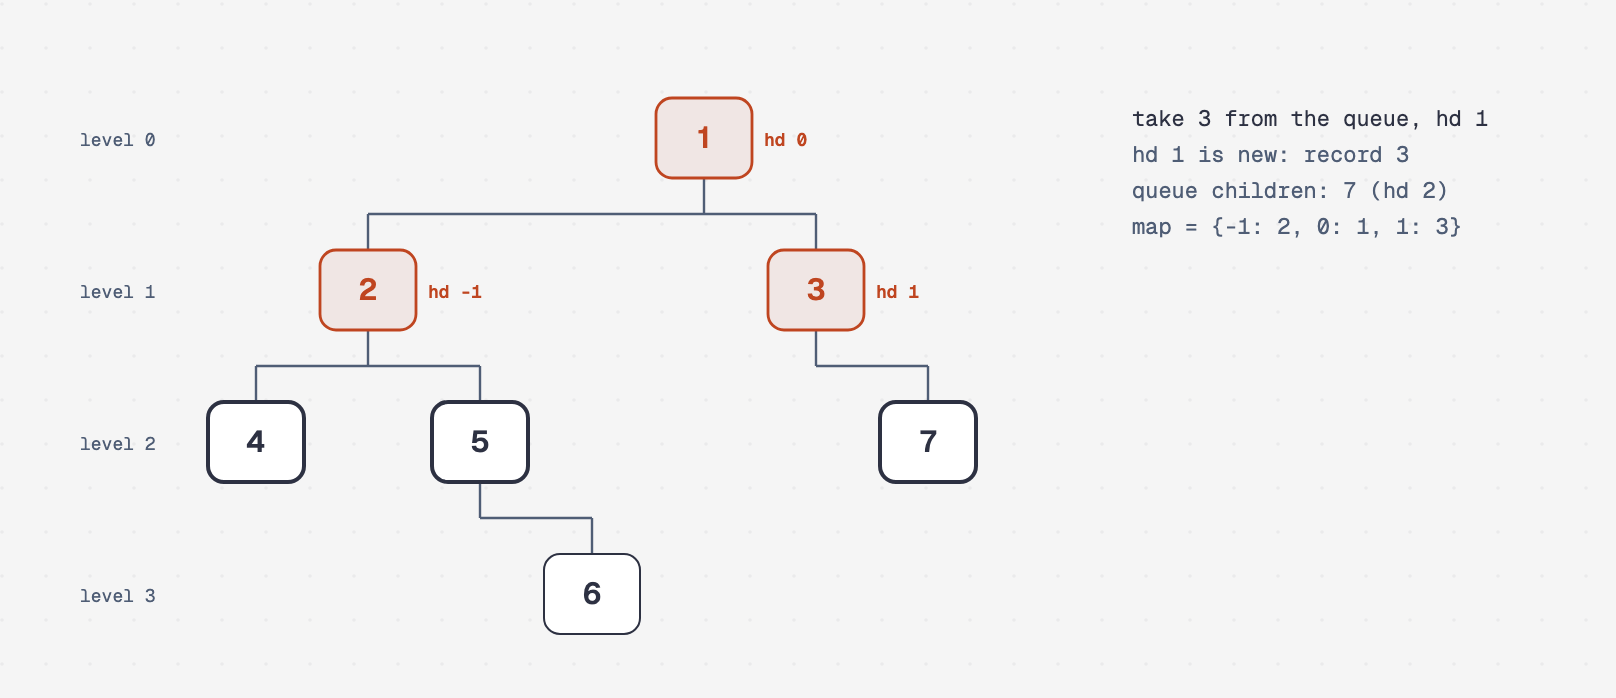 level 0
1
hd 0
take 3 from the queue, hd 1
hd 1 is new: record 3
queue children: 7 (hd 2)
map = {-1: 2, 0: 1, 1: 3}
level 1
2
hd -1
3
hd 1
level 2
4
5
7
level 3
6